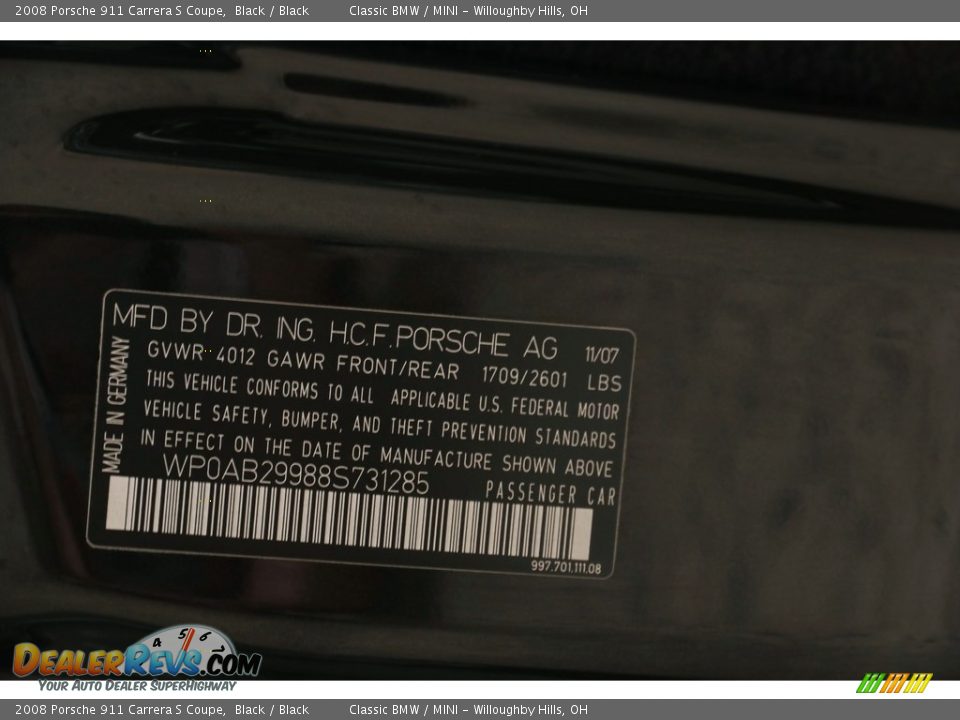 2008 Porsche 911 Carrera S Coupe, Black / Black Classic BMW / MINI - Willoughby Hills, OH
MFD BY DR. ING. H.C.F. PORSCHE AG 11/07
GVWR 4012 GAWR FRONT/REAR 1709/2601 LBS
THIS VEHICLE CONFORMS TO ALL APPLICABLE U.S. FEDERAL MOTOR
VEHICLE SAFETY, BUMPER, AND THEFT PREVENTION STANDARDS
IN EFFECT ON THE DATE OF MANUFACTURE SHOWN ABOVE
WP0AB29988S731285 PASSENGER CAR
MADE IN GERMANY
997.701.111.08
4 5 6
DEALERREVS.COM
YOUR AUTO DEALER SUPERHIGHWAY
2008 Porsche 911 Carrera S Coupe, Black / Black Classic BMW / MINI - Willoughby Hills, OH